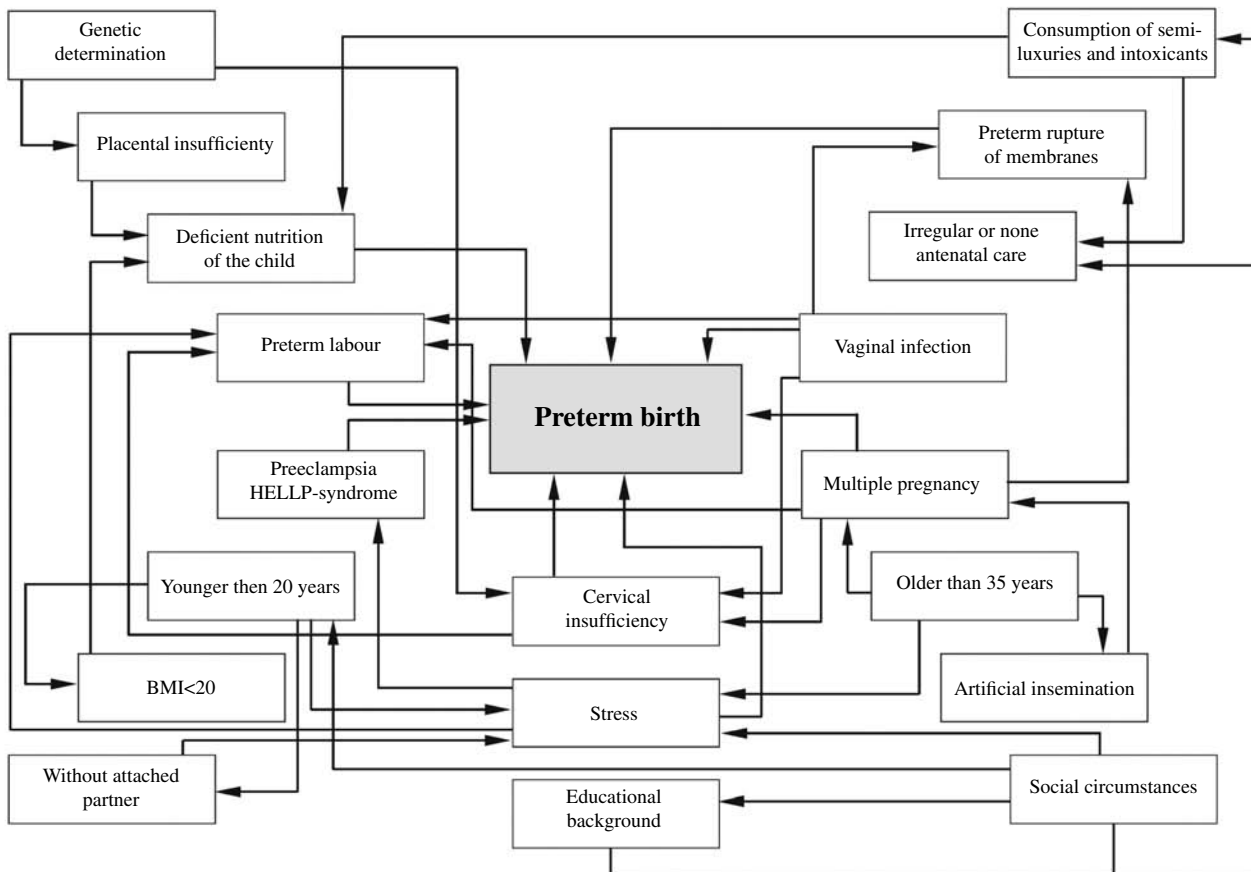 Genetic
determination
Consumption of semi-
luxuries and intoxicants
Placental insufficienty
Preterm rupture
of membranes
Deficient nutrition
of the child
Irregular or none
antenatal care
Preterm labour
Vaginal infection
Preterm birth
Preeclampsia
HELLP-syndrome
Multiple pregnancy
Younger then 20 years
Cervical
insufficiency
Older than 35 years
BMI<20
Stress
Artificial insemination
Without attached
partner
Educational
background
Social circumstances